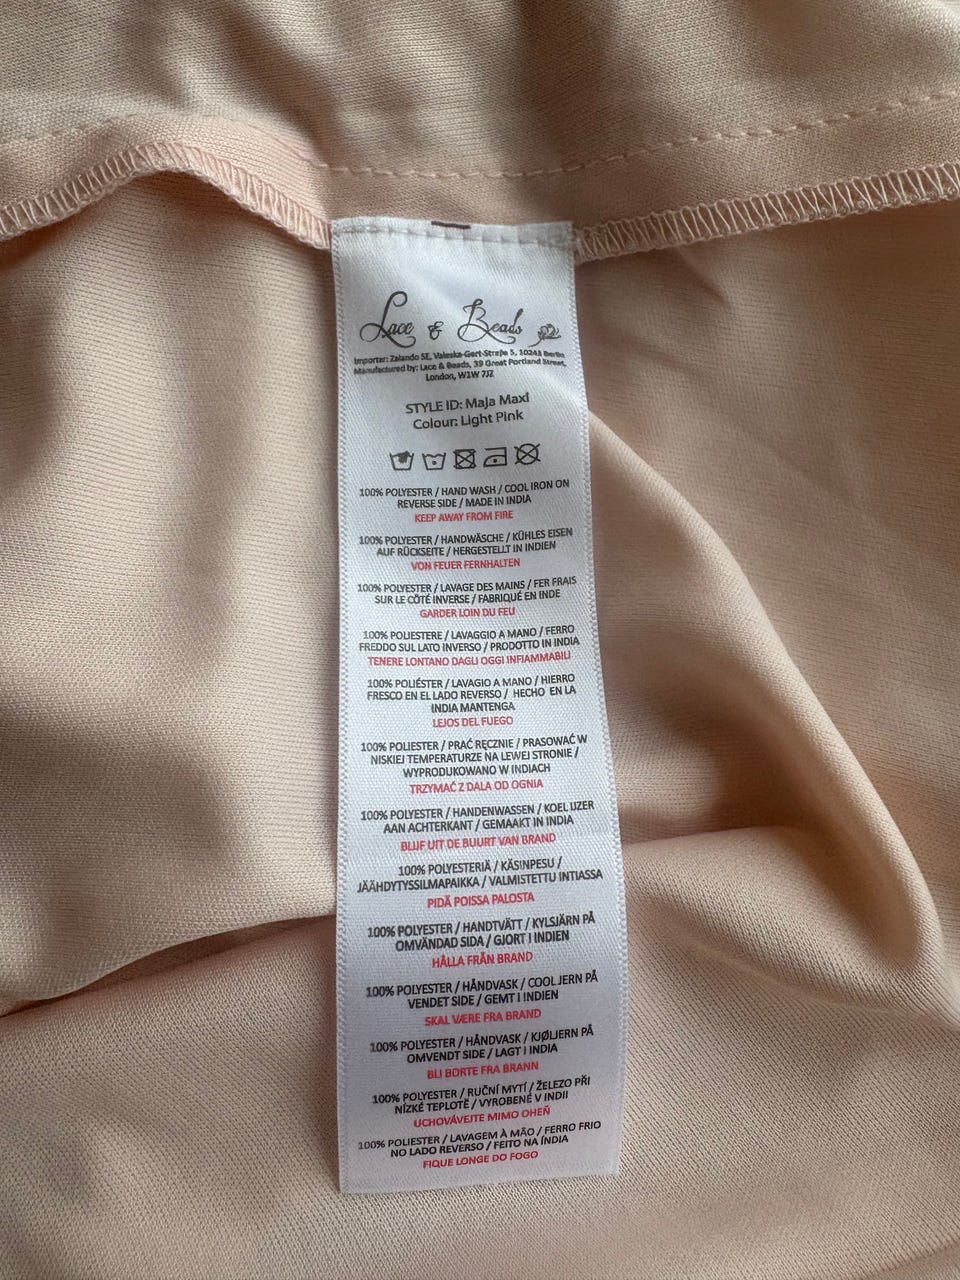 Lace & Beads
Importer: Zalando SE, Valeska-Gert-Straße 5, 10243 Berlin
Manufactured by: Lace & Beads, 39 Great Portland Street,
London, W1W 7JZ
STYLE ID: Maja Maxi
Colour: Light Pink
100% POLYESTER / HAND WASH / COOL IRON ON
REVERSE SIDE / MADE IN INDIA
KEEP AWAY FROM FIRE
100% POLYESTER / HANDWÄSCHE / KÜHLES EISEN
AUF RÜCKSEITE / HERGESTELLT IN INDIEN
VON FEUER FERNHALTEN
100% POLYESTER / LAVAGE DES MAINS / FER FRAIS
SUR LE CÔTÉ INVERSE / FABRIQUÉ EN INDE
GARDER LOIN DU FEU
100% POLIESTERE / LAVAGGIO A MANO / FERRO
FREDDO SUL LATO INVERSO / PRODOTTO IN INDIA
TENERE LONTANO DAGLI OGGI INFIAMMABILI
100% POLIÉSTER / LAVAGIO A MANO / HIERRO
FRESCO EN EL LADO REVERSO / HECHO EN LA
INDIA MANTENGA
LEJOS DEL FUEGO
100% POLIESTER / PRAĆ RĘCZNIE / PRASOWAĆ W
NISKIEJ TEMPERATURZE NA LEWEJ STRONIE /
WYPRODUKOWANO W INDIACH
TRZYMAĆ Z DALA OD OGNIA
100% POLYESTER / HANDENWASSEN / KOEL IJZER
AAN ACHTERKANT / GEMAAKT IN INDIA
BLIJF UIT DE BUURT VAN BRAND
100% POLYESTERIÄ / KÄSINPESU /
JÄÄHDYTYSSILMAPAIKKA / VALMISTETTU INTIASSA
PIDÄ POISSA PALOSTA
100% POLYESTER / HANDTVÄTT / KYLSJÄRN PÅ
OMVÄNDAD SIDA / GJORT I INDIEN
HÅLLA FRÅN BRAND
100% POLYESTER / HÅNDVASK / COOL JERN PÅ
VENDET SIDE / GEMT I INDIEN
SKAL VÆRE FRA BRAND
100% POLYESTER / HÅNDVASK / KJØLJERN PÅ
OMVENDT SIDE / LAGT I INDIA
BLI BORTE FRA BRANN
100% POLYESTER / RUČNÍ MYTÍ / ŽELEZO PŘI
NÍZKÉ TEPLOTĚ / VYROBENÉ V INDII
UCHOVÁVEJTE MIMO OHEŇ
100% POLIESTER / LAVAGEM À MÃO / FERRO FRIO
NO LADO REVERSO / FEITO NA ÍNDIA
FIQUE LONGE DO FOGO